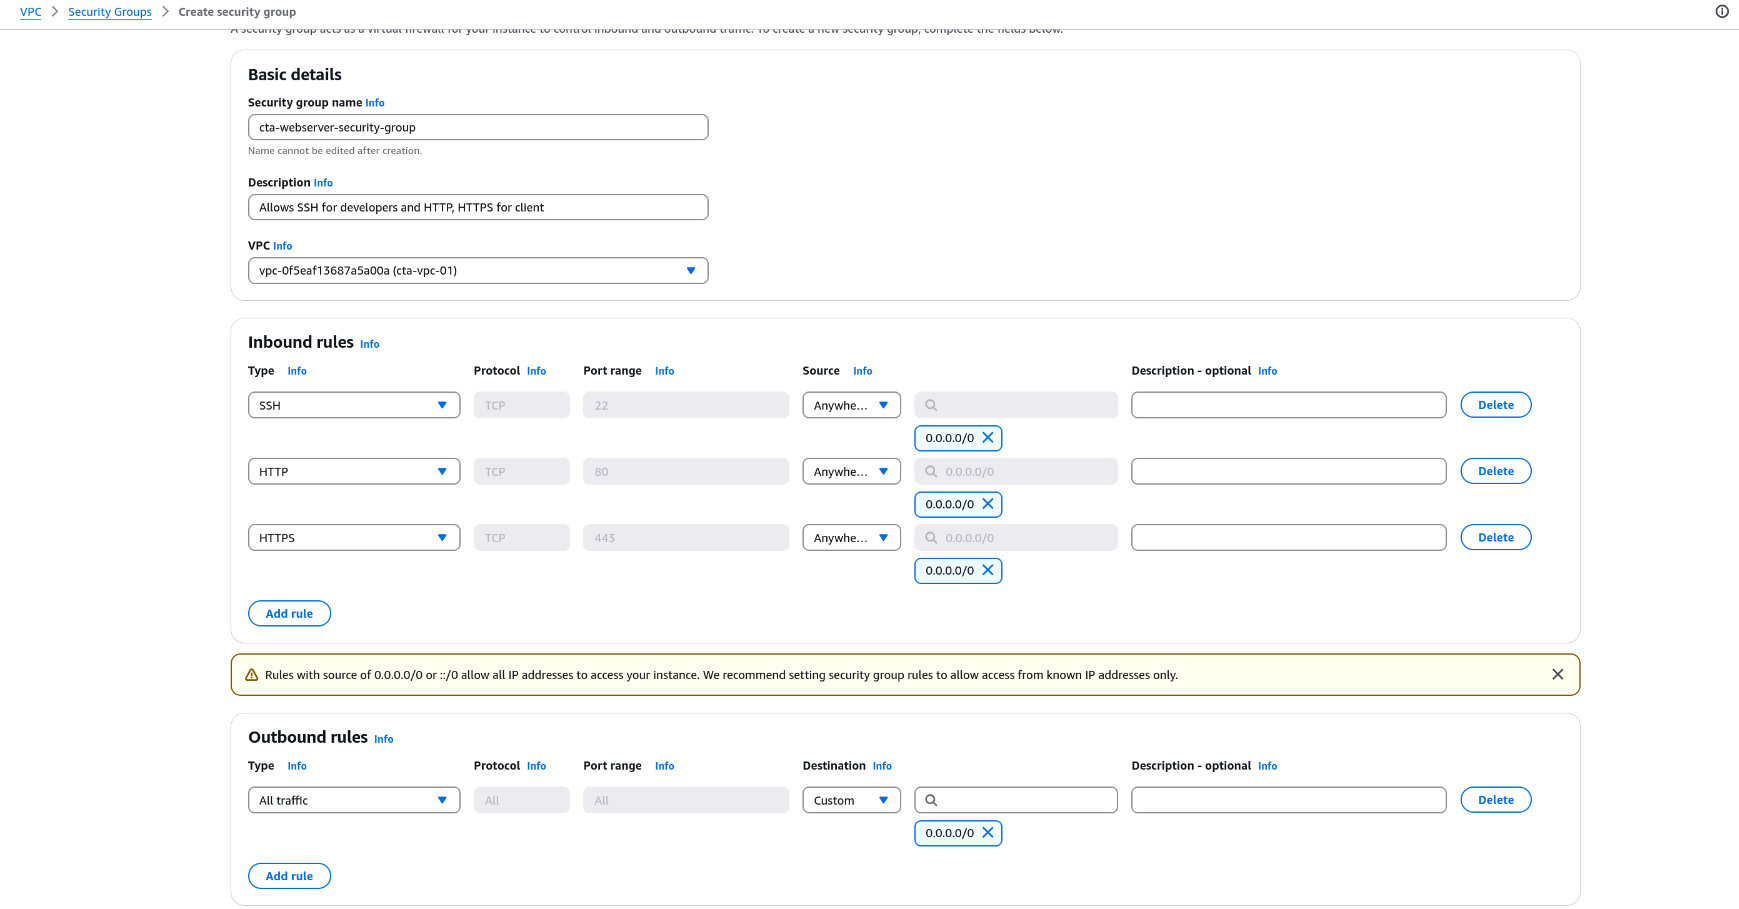 VPC > Security Groups > Create security group
A security group acts as a virtual firewall for your instance to control inbound and outbound traffic. To create a new security group, complete the fields below.
Basic details
Security group name Info
cta-webserver-security-group
Name cannot be edited after creation.
Description Info
Allows SSH for developers and HTTP, HTTPS for client
VPC Info
vpc-0f5eaf13687a5a00a (cta-vpc-01)
Inbound rules Info
Type Info Protocol Info Port range Info Source Info Description - optional Info
SSH TCP 22 Anywhe... Delete
0.0.0.0/0
HTTP TCP 80 Anywhe... 0.0.0.0/0 Delete
0.0.0.0/0
HTTPS TCP 443 Anywhe... 0.0.0.0/0 Delete
0.0.0.0/0
Add rule
Rules with source of 0.0.0.0/0 or ::/0 allow all IP addresses to access your instance. We recommend setting security group rules to allow access from known IP addresses only.
Outbound rules Info
Type Info Protocol Info Port range Info Destination Info Description - optional Info
All traffic All All Custom Delete
0.0.0.0/0
Add rule